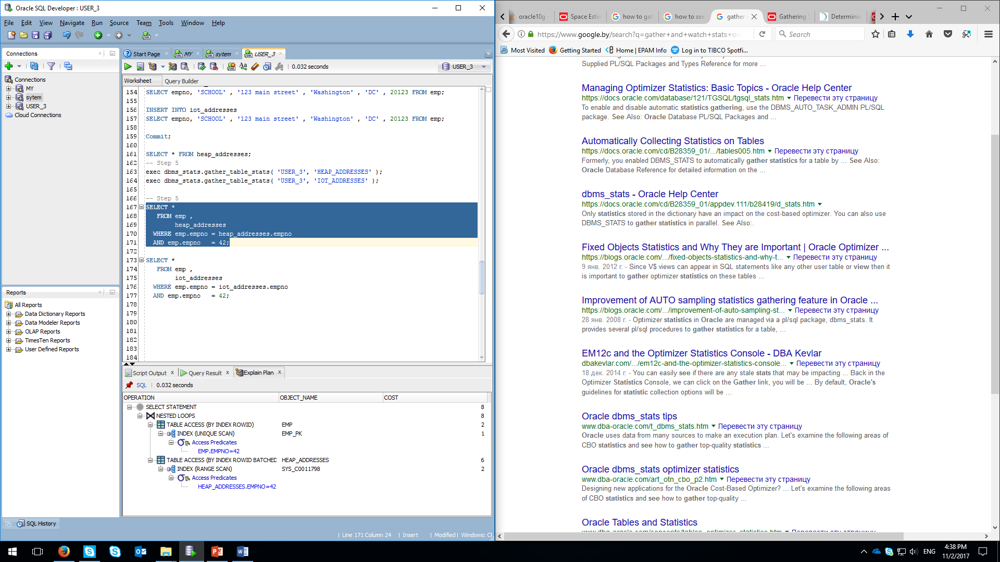 Oracle SQL Developer : USER_3
File Edit View Navigate Run Source Team Tools Window Help
Connections
Connections
MY
sytem
USER_3
Cloud Connections
Reports
All Reports
Data Dictionary Reports
Data Modeler Reports
OLAP Reports
TimesTen Reports
User Defined Reports
Start Page MY sytem USER_3
0.032 seconds
USER_3
Worksheet Query Builder
154 SELECT empno, 'SCHOOL' , '123 main street' , 'Washington' , 'DC' , 20123 FROM emp;
155
156 INSERT INTO iot_addresses
157 SELECT empno, 'SCHOOL' , '123 main street' , 'Washington' , 'DC' , 20123 FROM emp;
158
159 Commit;
160
161 SELECT * FROM heap_addresses;
162 -- Step 5
163 exec dbms_stats.gather_table_stats( 'USER_3', 'HEAP_ADDRESSES' );
164 exec dbms_stats.gather_table_stats( 'USER_3', 'IOT_ADDRESSES' );
165
166 -- Step 5
167 SELECT *
168 FROM emp ,
169 heap_addresses
170 WHERE emp.empno = heap_addresses.empno
171 AND emp.empno = 42;
172
173 SELECT *
174 FROM emp ,
175 iot_addresses
176 WHERE emp.empno = iot_addresses.empno
177 AND emp.empno = 42;
178
179
180
181
182
183
184
Script Output Query Result Explain Plan
SQL | 0.032 seconds
OPERATION OBJECT_NAME COST
SELECT STATEMENT 8
NESTED LOOPS 8
TABLE ACCESS (BY INDEX ROWID) EMP 2
INDEX (UNIQUE SCAN) EMP_PK 1
Access Predicates
EMP.EMPNO=42
TABLE ACCESS (BY INDEX ROWID BATCHED HEAP_ADDRESSES 6
INDEX (RANGE SCAN) SYS_C0011798 2
Access Predicates
HEAP_ADDRESSES.EMPNO=42
SQL History
| Line 171 Column 24 | Insert | Modified | Windows: CF
oracle10g - Space Estin how to gat how to see gather Gathering S Determinin
https://www.google.by/search?q=gather+and+watch+stats+ora
Search
Most Visited Getting Started Home | EPAM Info Log in to TIBCO Spotfi...
Supplied PL/SQL Packages and Types Reference for more ...
Managing Optimizer Statistics: Basic Topics - Oracle Help Center
https://docs.oracle.com/database/121/TGSQL/tgsql_stats.htm Перевести эту страницу
To enable and disable automatic statistics gathering, use the DBMS_AUTO_TASK_ADMIN PL/SQL
package. See Also: Oracle Database PL/SQL Packages and ...
Automatically Collecting Statistics on Tables
https://docs.oracle.com/cd/B28359_01/.../tables005.htm Перевести эту страницу
Formerly, you enabled DBMS_STATS to automatically gather statistics for a table by ... See Also:
Oracle Database Reference for detailed information on the ...
dbms_stats - Oracle Help Center
https://docs.oracle.com/cd/B28359_01/appdev.111/b28419/d_stats.htm
Only statistics stored in the dictionary have an impact on the cost-based optimizer. You can also use
DBMS_STATS to gather statistics in parallel. See Also:.
Fixed Objects Statistics and Why They are Important | Oracle Optimizer ...
https://blogs.oracle.com/.../fixed-objects-statistics-and-why-t... Перевести эту страницу
9 янв. 2012 г. - Since V$ views can appear in SQL statements like any other user table or view then it
is important to gather optimizer statistics on these tables ...
Improvement of AUTO sampling statistics gathering feature in Oracle ...
https://blogs.oracle.com/.../improvement-of-auto-sampling-st... Перевести эту страницу
28 янв. 2008 г. - Optimizer statistics in Oracle are managed via a pl/sql package, dbms_stats. It
provides several pl/sql procedures to gather statistics for a table, ...
EM12c and the Optimizer Statistics Console - DBA Kevlar
dbakevlar.com/.../em12c-and-the-optimizer-statistics-console... Перевести эту страницу
18 дек. 2014 г. - You can easily see if there are any stale stats that may be impacting ... Back in the
Optimizer Statistics Console, we can click on the Gather link, you will be ... By default, Oracle's
guidelines for statistic collection options will be ...
Oracle dbms_stats tips
www.dba-oracle.com/t_dbms_stats.htm Перевести эту страницу
Oracle uses data from many sources to make an execution plan. Let's examine the following areas of
CBO statistics and see how to gather top-quality statistics ...
Oracle dbms_stats optimizer statistics
www.dba-oracle.com/art_otn_cbo_p2.htm Перевести эту страницу
Designing new applications for the Oracle Cost-Based Optimizer? ... Let's examine the following areas
of CBO statistics and see how to gather top-quality ...
Oracle Tables and Statistics
www.dba-oracle.com/concepts/tables_optimizer_statistics.htm Перевести эту страницу
ENG
4:38 PM
11/2/2017